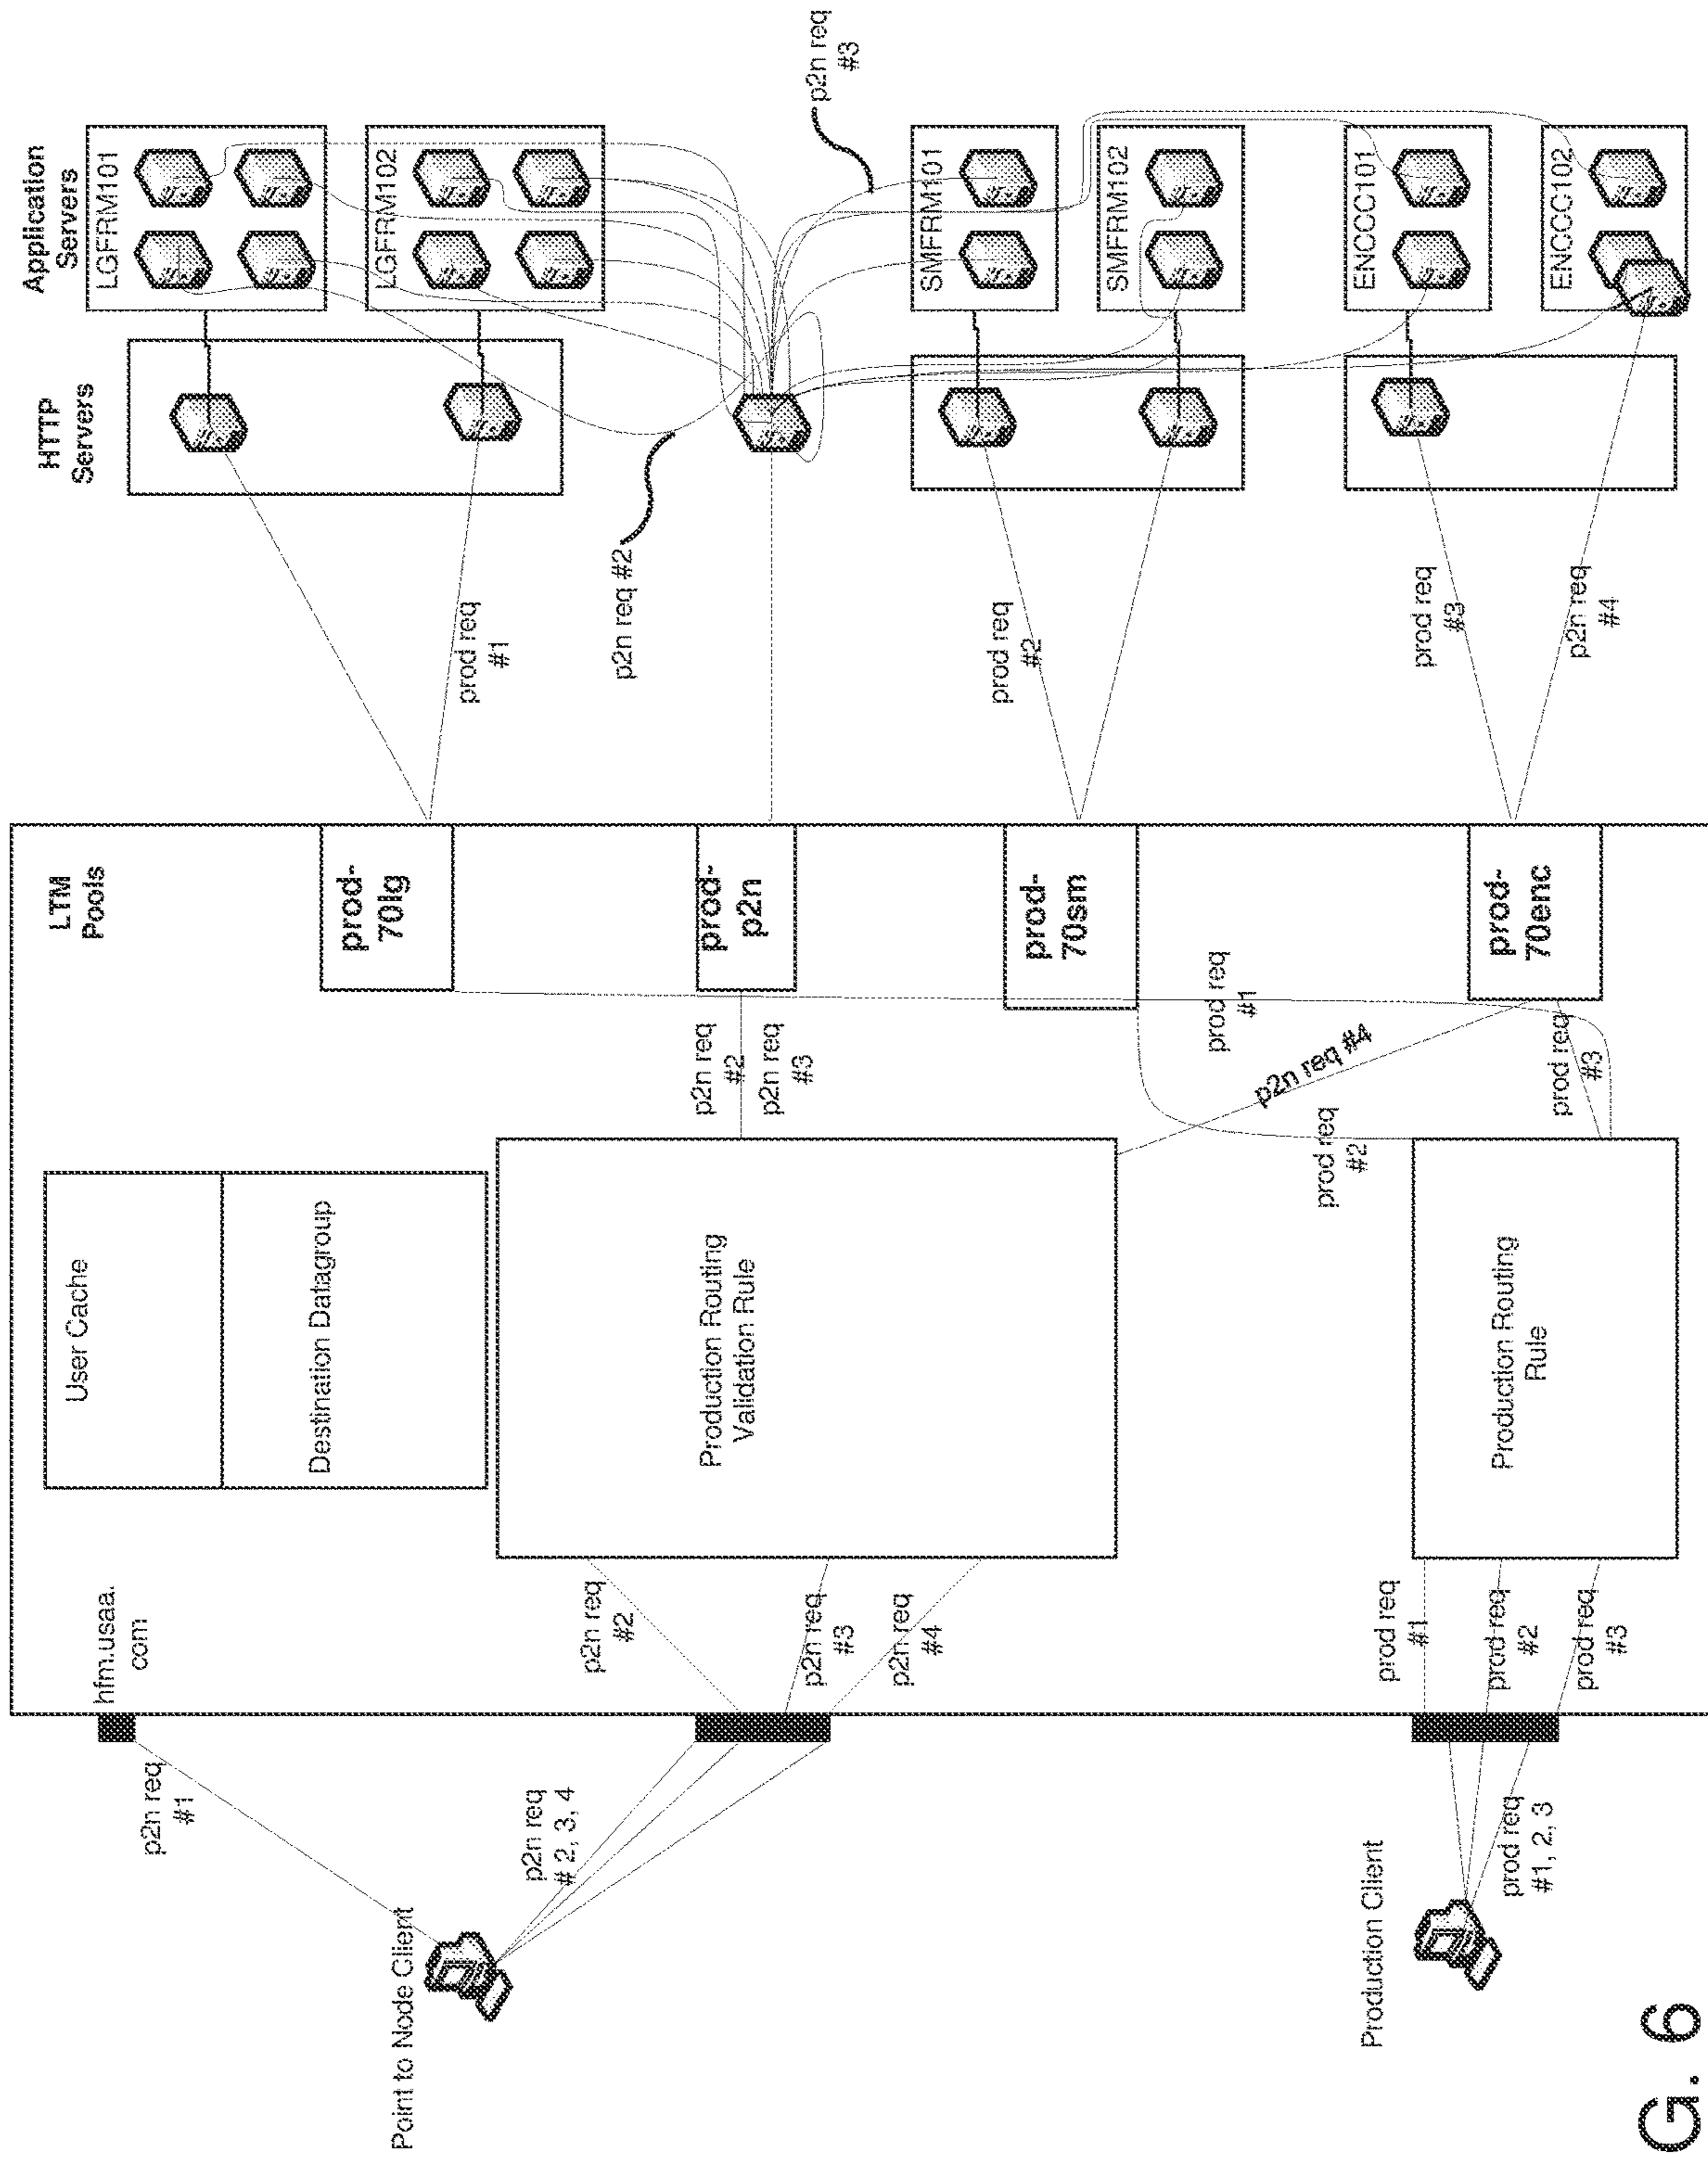 Point to Node Client
p2n req
#1
p2n req
# 2, 3, 4
Production Client
prod req
#1, 2, 3
hfm.usaa.
com
p2n req
#2
p2n req
#3
p2n req
#4
prod req
#1
prod req
#2
prod req
#3
User Cache
Destination Datagroup
Production Routing
Validation Rule
Production Routing
Rule
p2n req
#2
p2n req
#3
p2n req #4
prod req
#1
prod req
#2
prod req
#3
LTM
Pools
prod-
70lg
prod-
p2n
prod-
70sm
prod-
70enc
prod req
#1
p2n req #2
prod req
#2
prod req
#3
p2n req
#4
HTTP
Servers
Application
Servers
LGFRM101
LGFRM102
p2n req
#3
SMFRM101
SMFRM102
ENCCC101
ENCCC102
G. 6